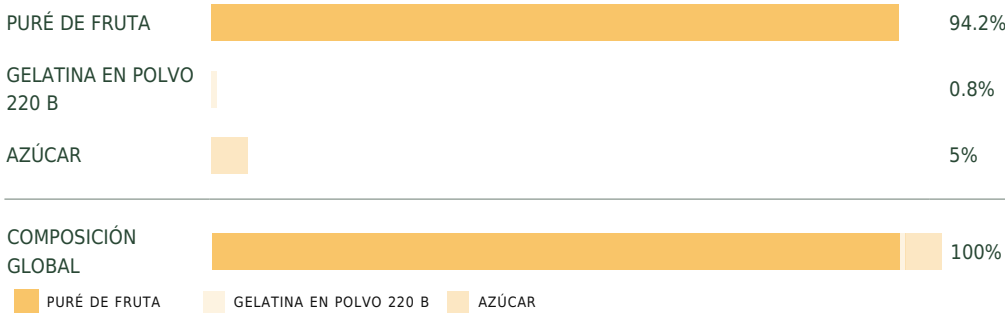 PURÉ DE FRUTA 94.2%
GELATINA EN POLVO
220 B 0.8%
AZÚCAR 5%
COMPOSICIÓN
GLOBAL 100%
PURÉ DE FRUTA GELATINA EN POLVO 220 B AZÚCAR